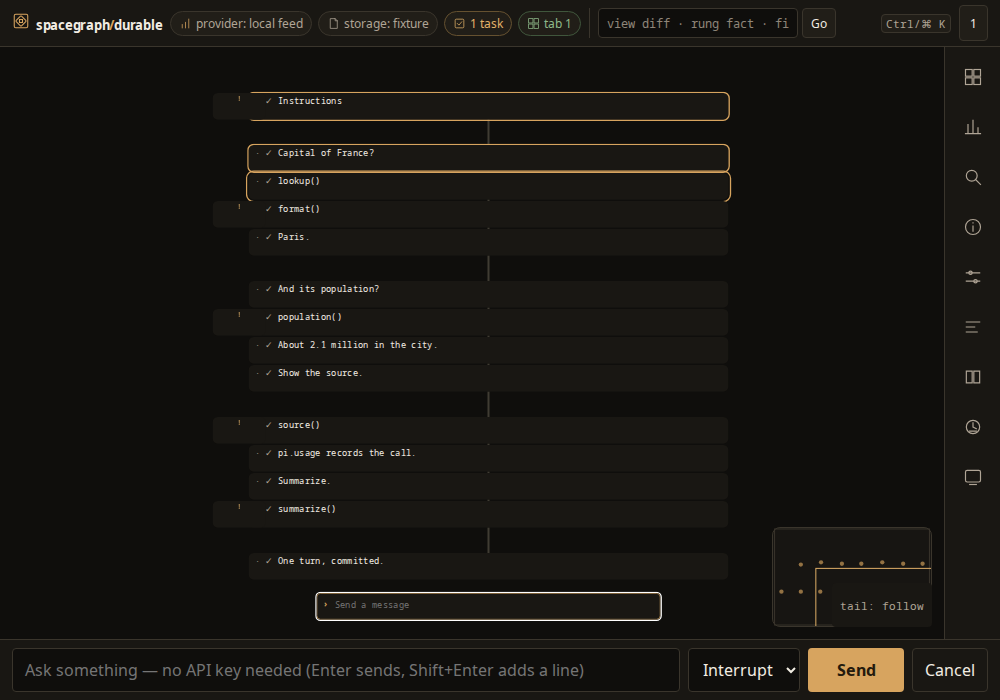 spacegraph/durable
provider: local feed
storage: fixture
1 task
tab 1
view diff · rung fact · fi
Go
Ctrl/⌘ K
1
! ✓ Instructions
· ✓ Capital of France?
· ✓ lookup()
! ✓ format()
· ✓ Paris.
· ✓ And its population?
! ✓ population()
· ✓ About 2.1 million in the city.
· ✓ Show the source.
! ✓ source()
· ✓ pi.usage records the call.
· ✓ Summarize.
! ✓ summarize()
· ✓ One turn, committed.
› Send a message
tail: follow
Ask something — no API key needed (Enter sends, Shift+Enter adds a line)
Interrupt
Send
Cancel